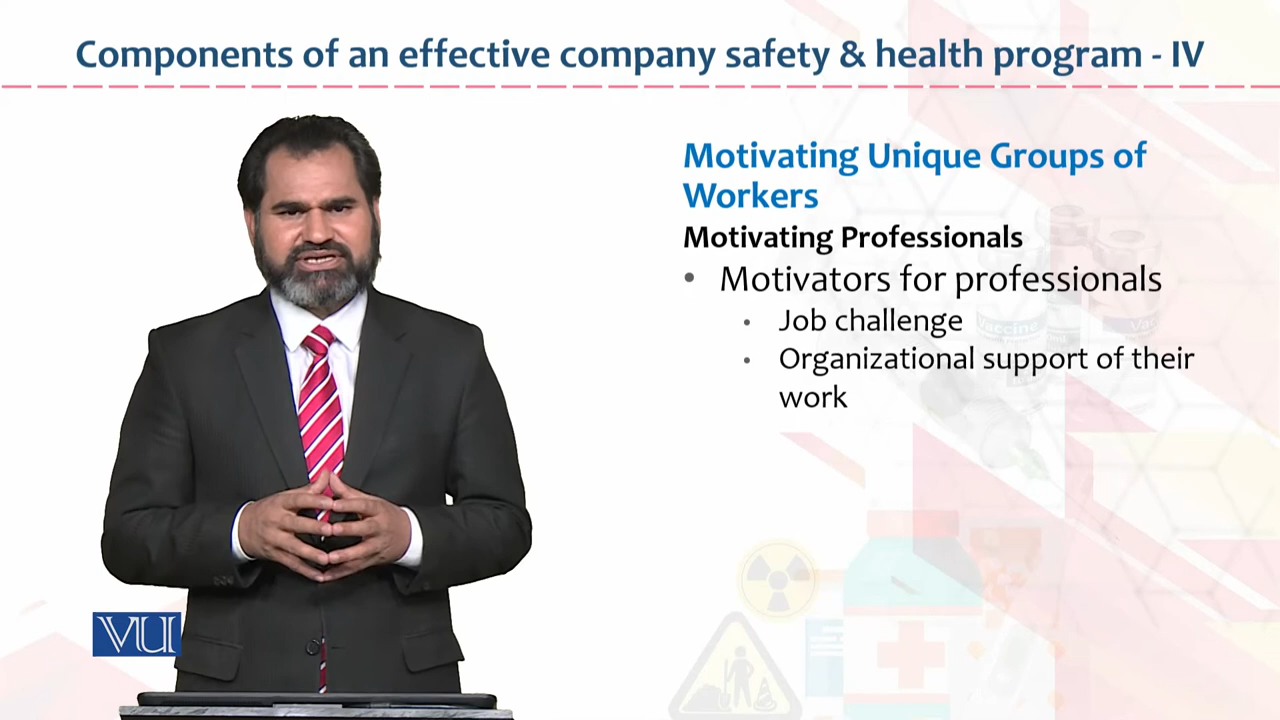 Components of an effective company safety & health program - IV
Motivating Unique Groups of
Workers
Motivating Professionals
• Motivators for professionals
• Job challenge
• Organizational support of their
work
Vaccine
VU